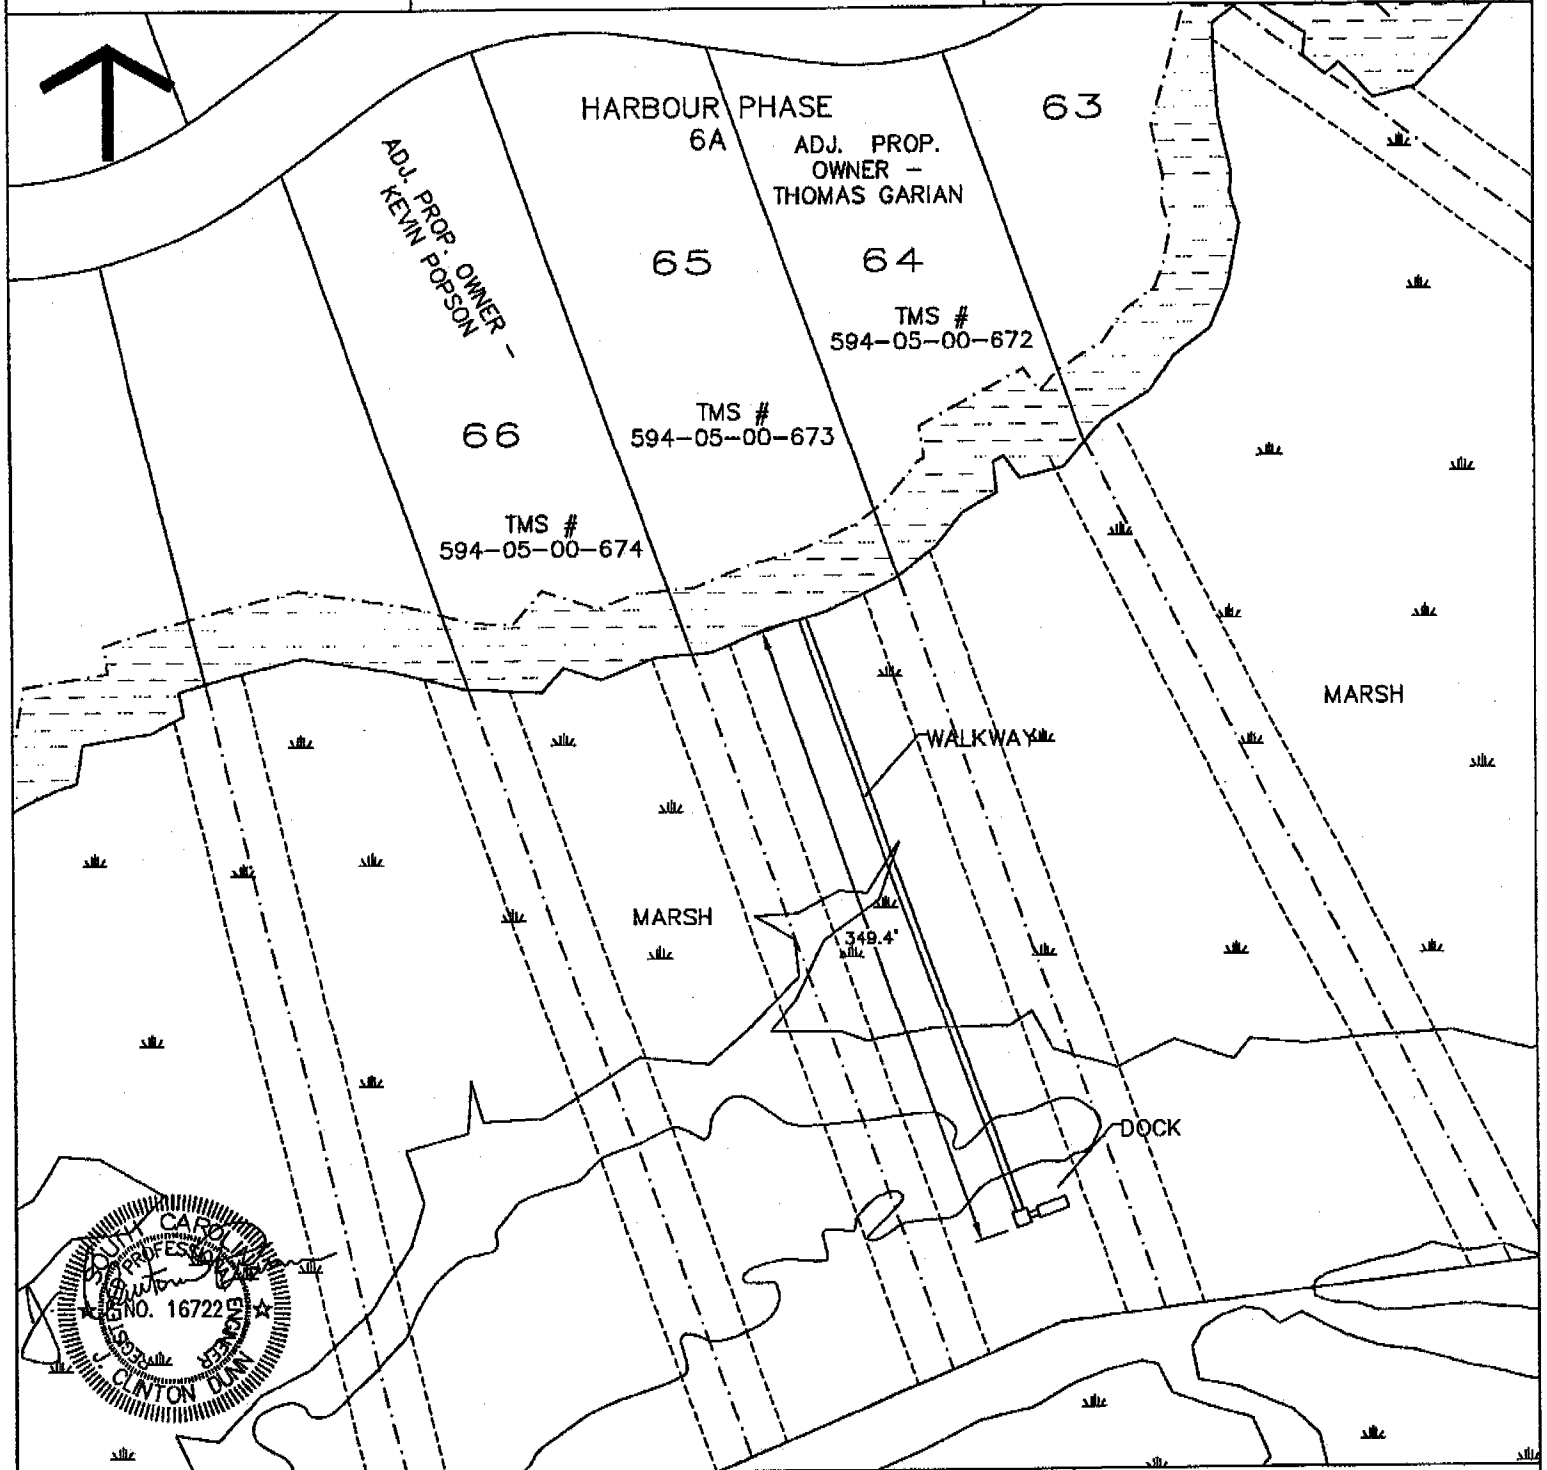 HARBOUR PHASE
6A
63
ADJ. PROP. OWNER -
KEVIN POPSON
ADJ. PROP.
OWNER -
THOMAS GARIAN
65
64
TMS #
594-05-00-672
TMS #
594-05-00-673
66
TMS #
594-05-00-674
MARSH
WALKWAY
MARSH
349.4'
DOCK
SOUTH CAROLINA
REGISTERED PROFESSIONAL ENGINEER
NO. 16722
J. CLINTON DUNN